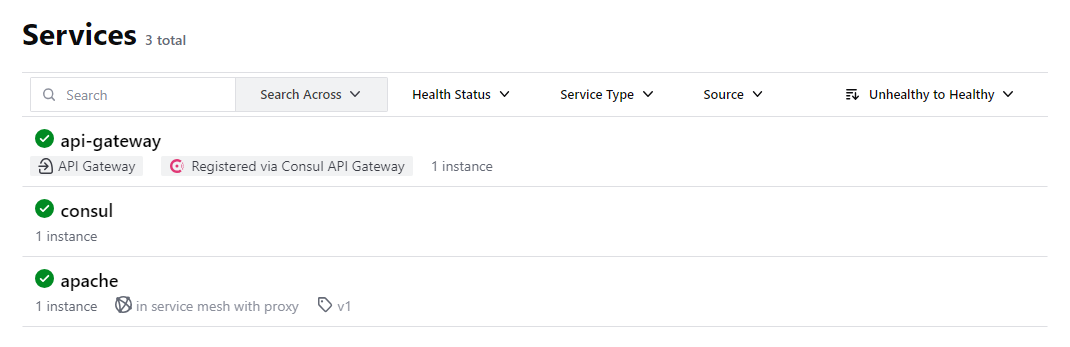 Services 3 total
Search Search Across Health Status Service Type Source Unhealthy to Healthy
api-gateway
API Gateway Registered via Consul API Gateway 1 instance
consul
1 instance
apache
1 instance in service mesh with proxy v1